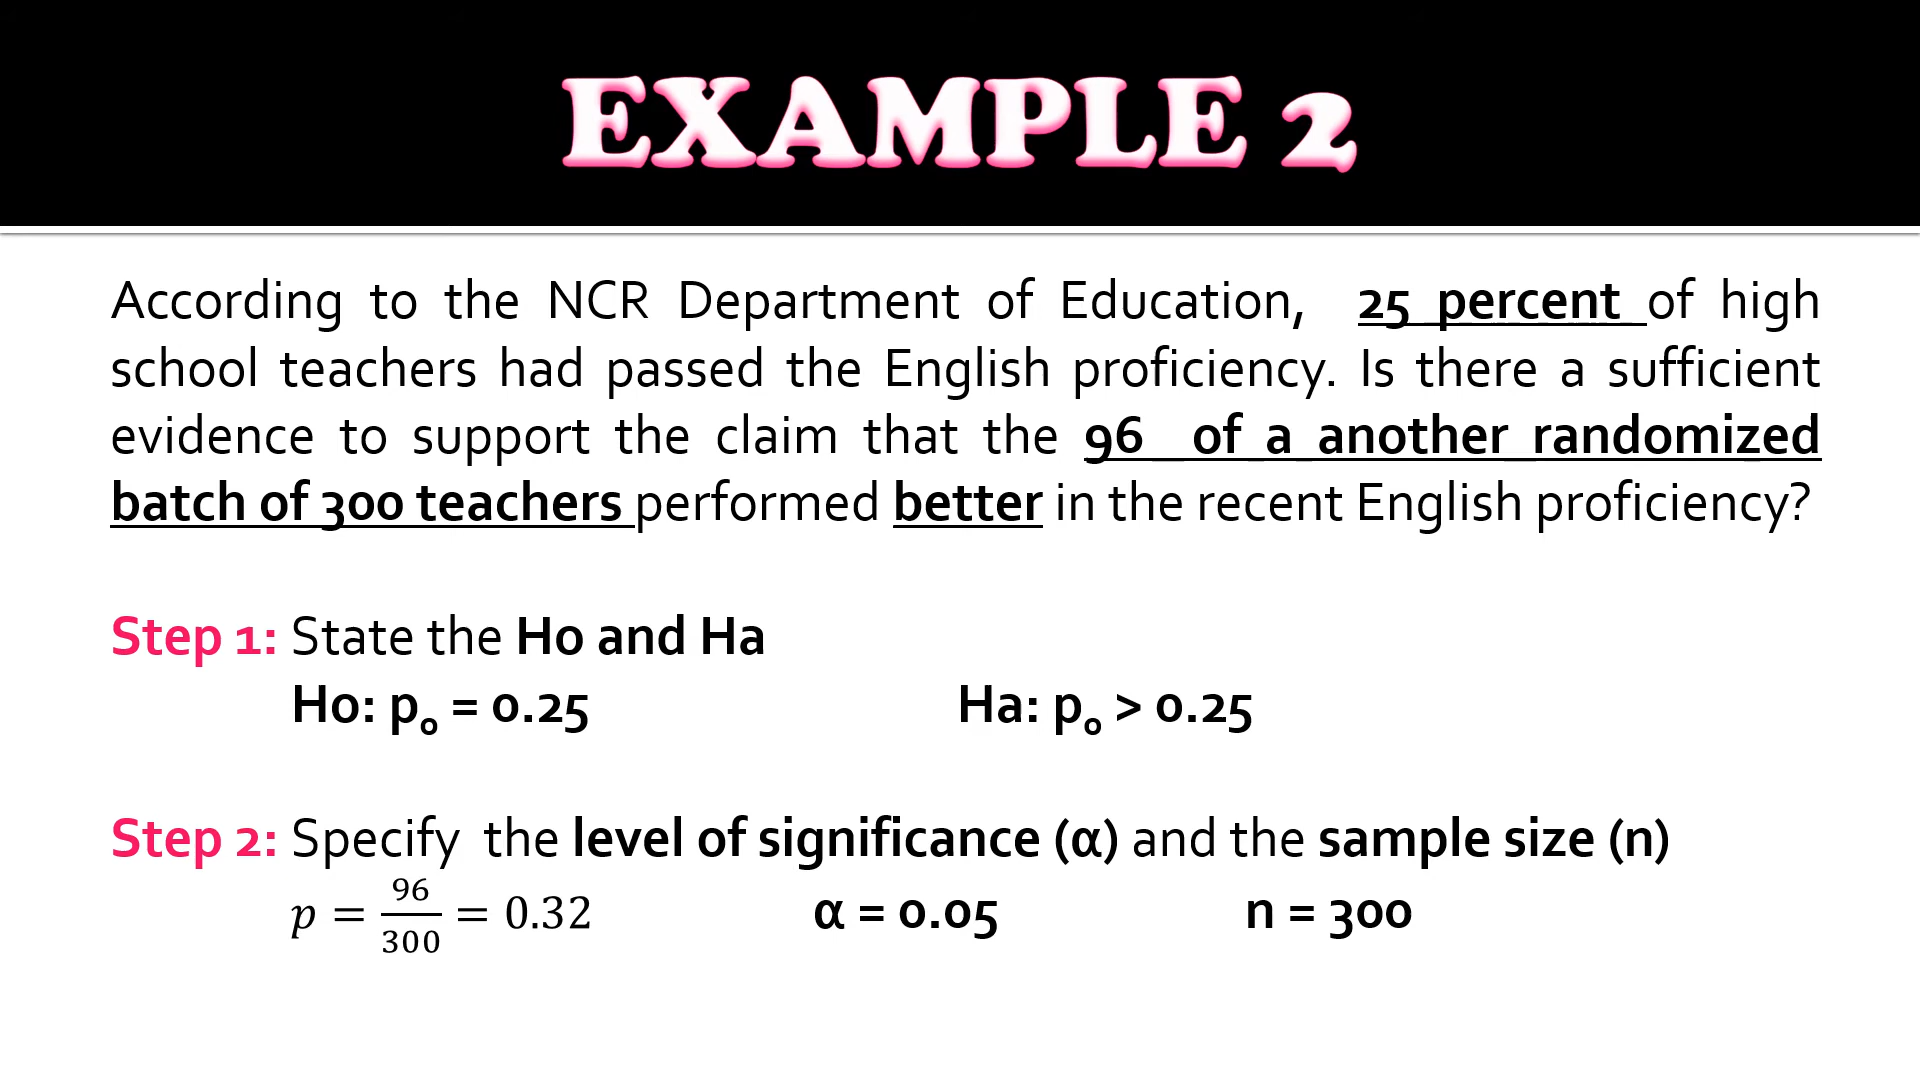 EXAMPLE 2
According to the NCR Department of Education, 25 percent of high
school teachers had passed the English proficiency. Is there a sufficient
evidence to support the claim that the 96 of a another randomized
batch of 300 teachers performed better in the recent English proficiency?
Step 1: State the Ho and Ha
Ho: p₀ = 0.25 Ha: p₀ > 0.25
Step 2: Specify the level of significance (α) and the sample size (n)
p = 96/300 = 0.32 α = 0.05 n = 300